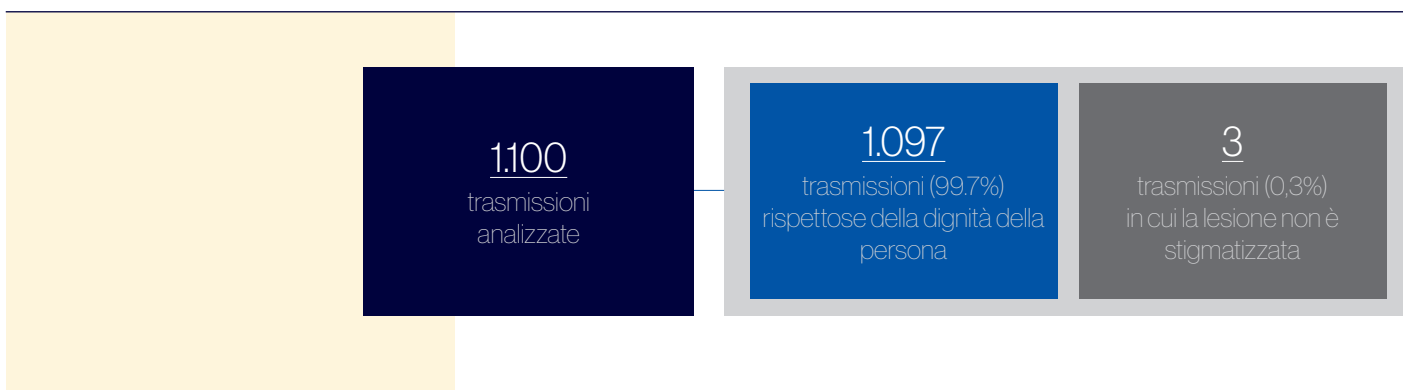 1.100
trasmissioni
analizzate
1.097
trasmissioni (99.7%)
rispettose della dignità della
persona
3
trasmissioni (0,3%)
in cui la lesione non è
stigmatizzata